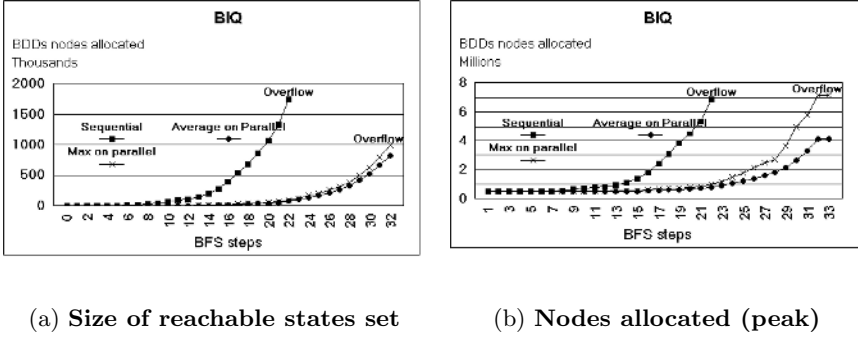 BIQ
BDDs nodes allocated
Thousands
2000
1500
1000
500
0
Overflow
Sequential
Average on Parallel
Max on parallel
Overflow
0 2 4 6 8 10 12 14 16 18 20 22 24 26 28 30 32
BFS steps
(a) Size of reachable states set
BIQ
BDDs nodes allocated
Millions
8
6
4
2
0
Overflow
Overflow
Sequential
Average on Parallel
Max on parallel
1 3 5 7 9 11 13 15 17 19 21 23 25 27 29 31 33
BFS steps
(b) Nodes allocated (peak)